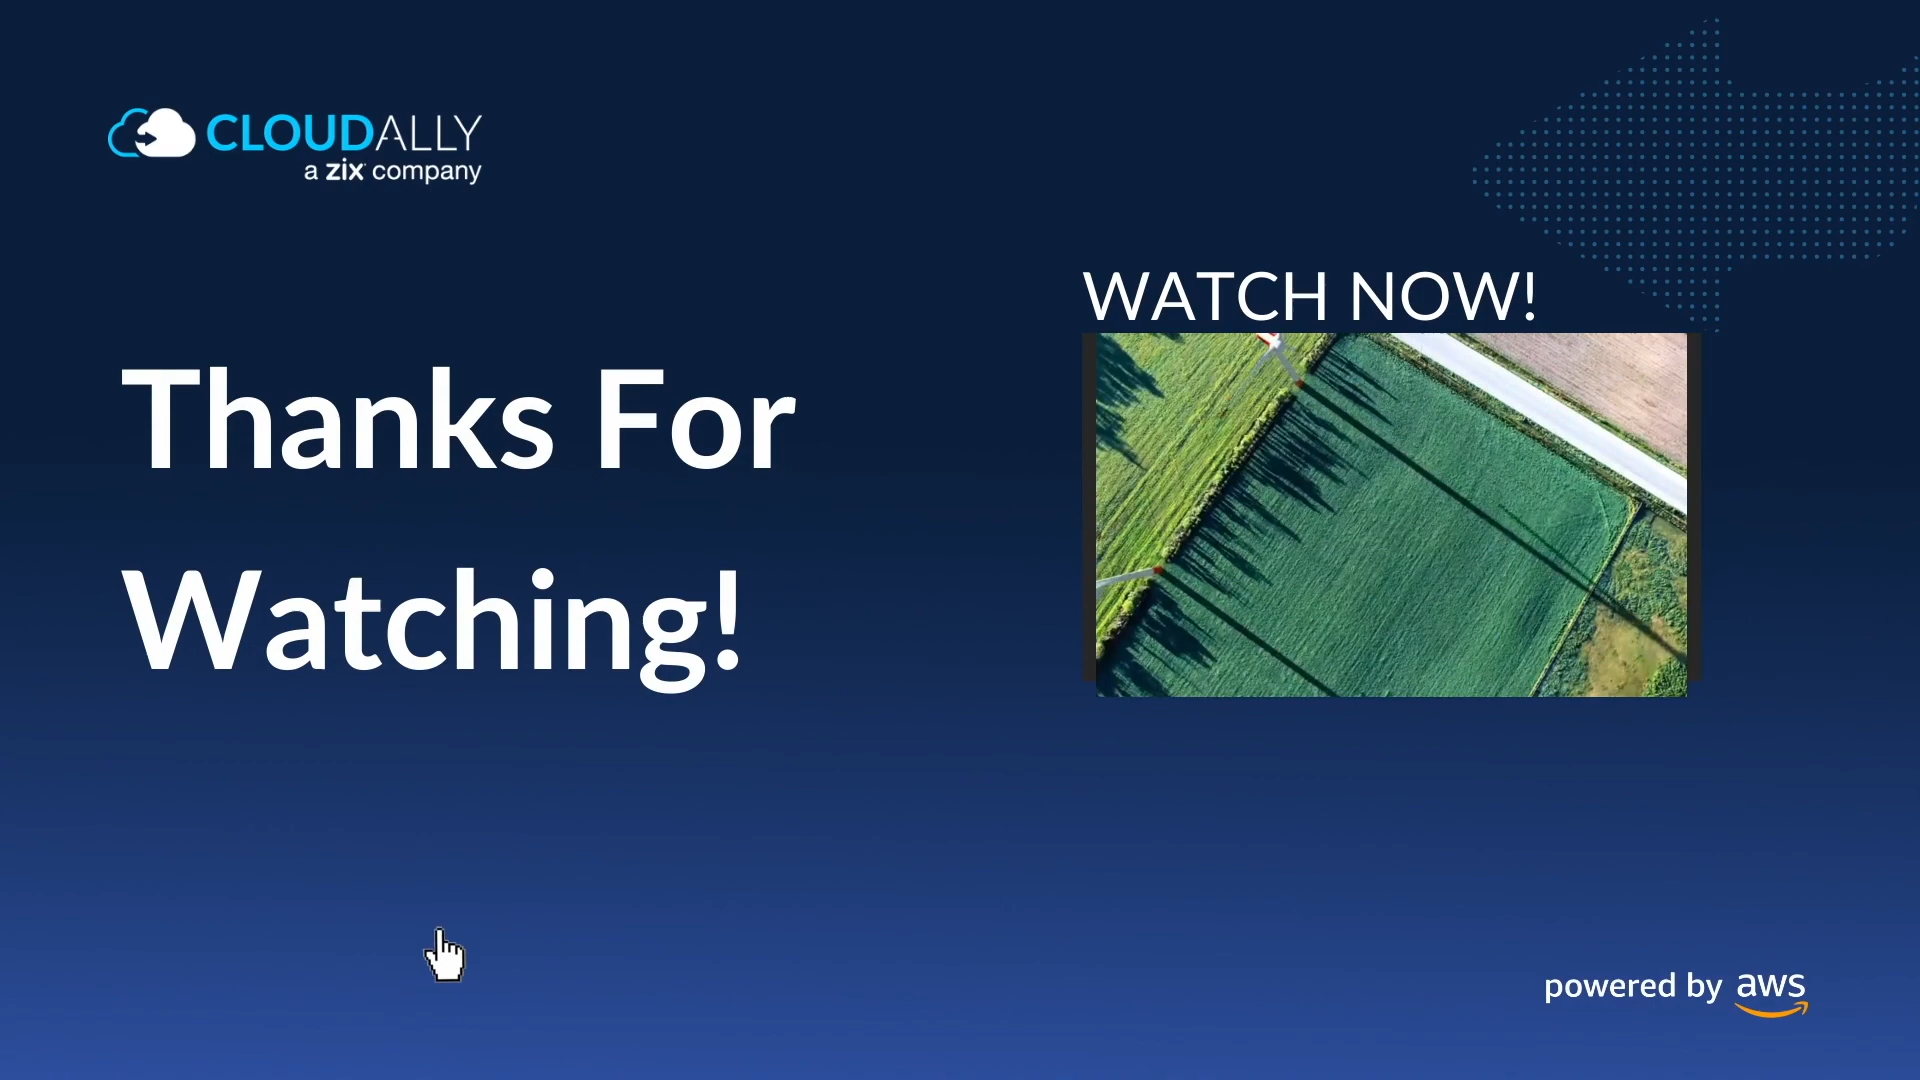 CLOUDALLY
a zix company
WATCH NOW!
Thanks For
Watching!
powered by aws